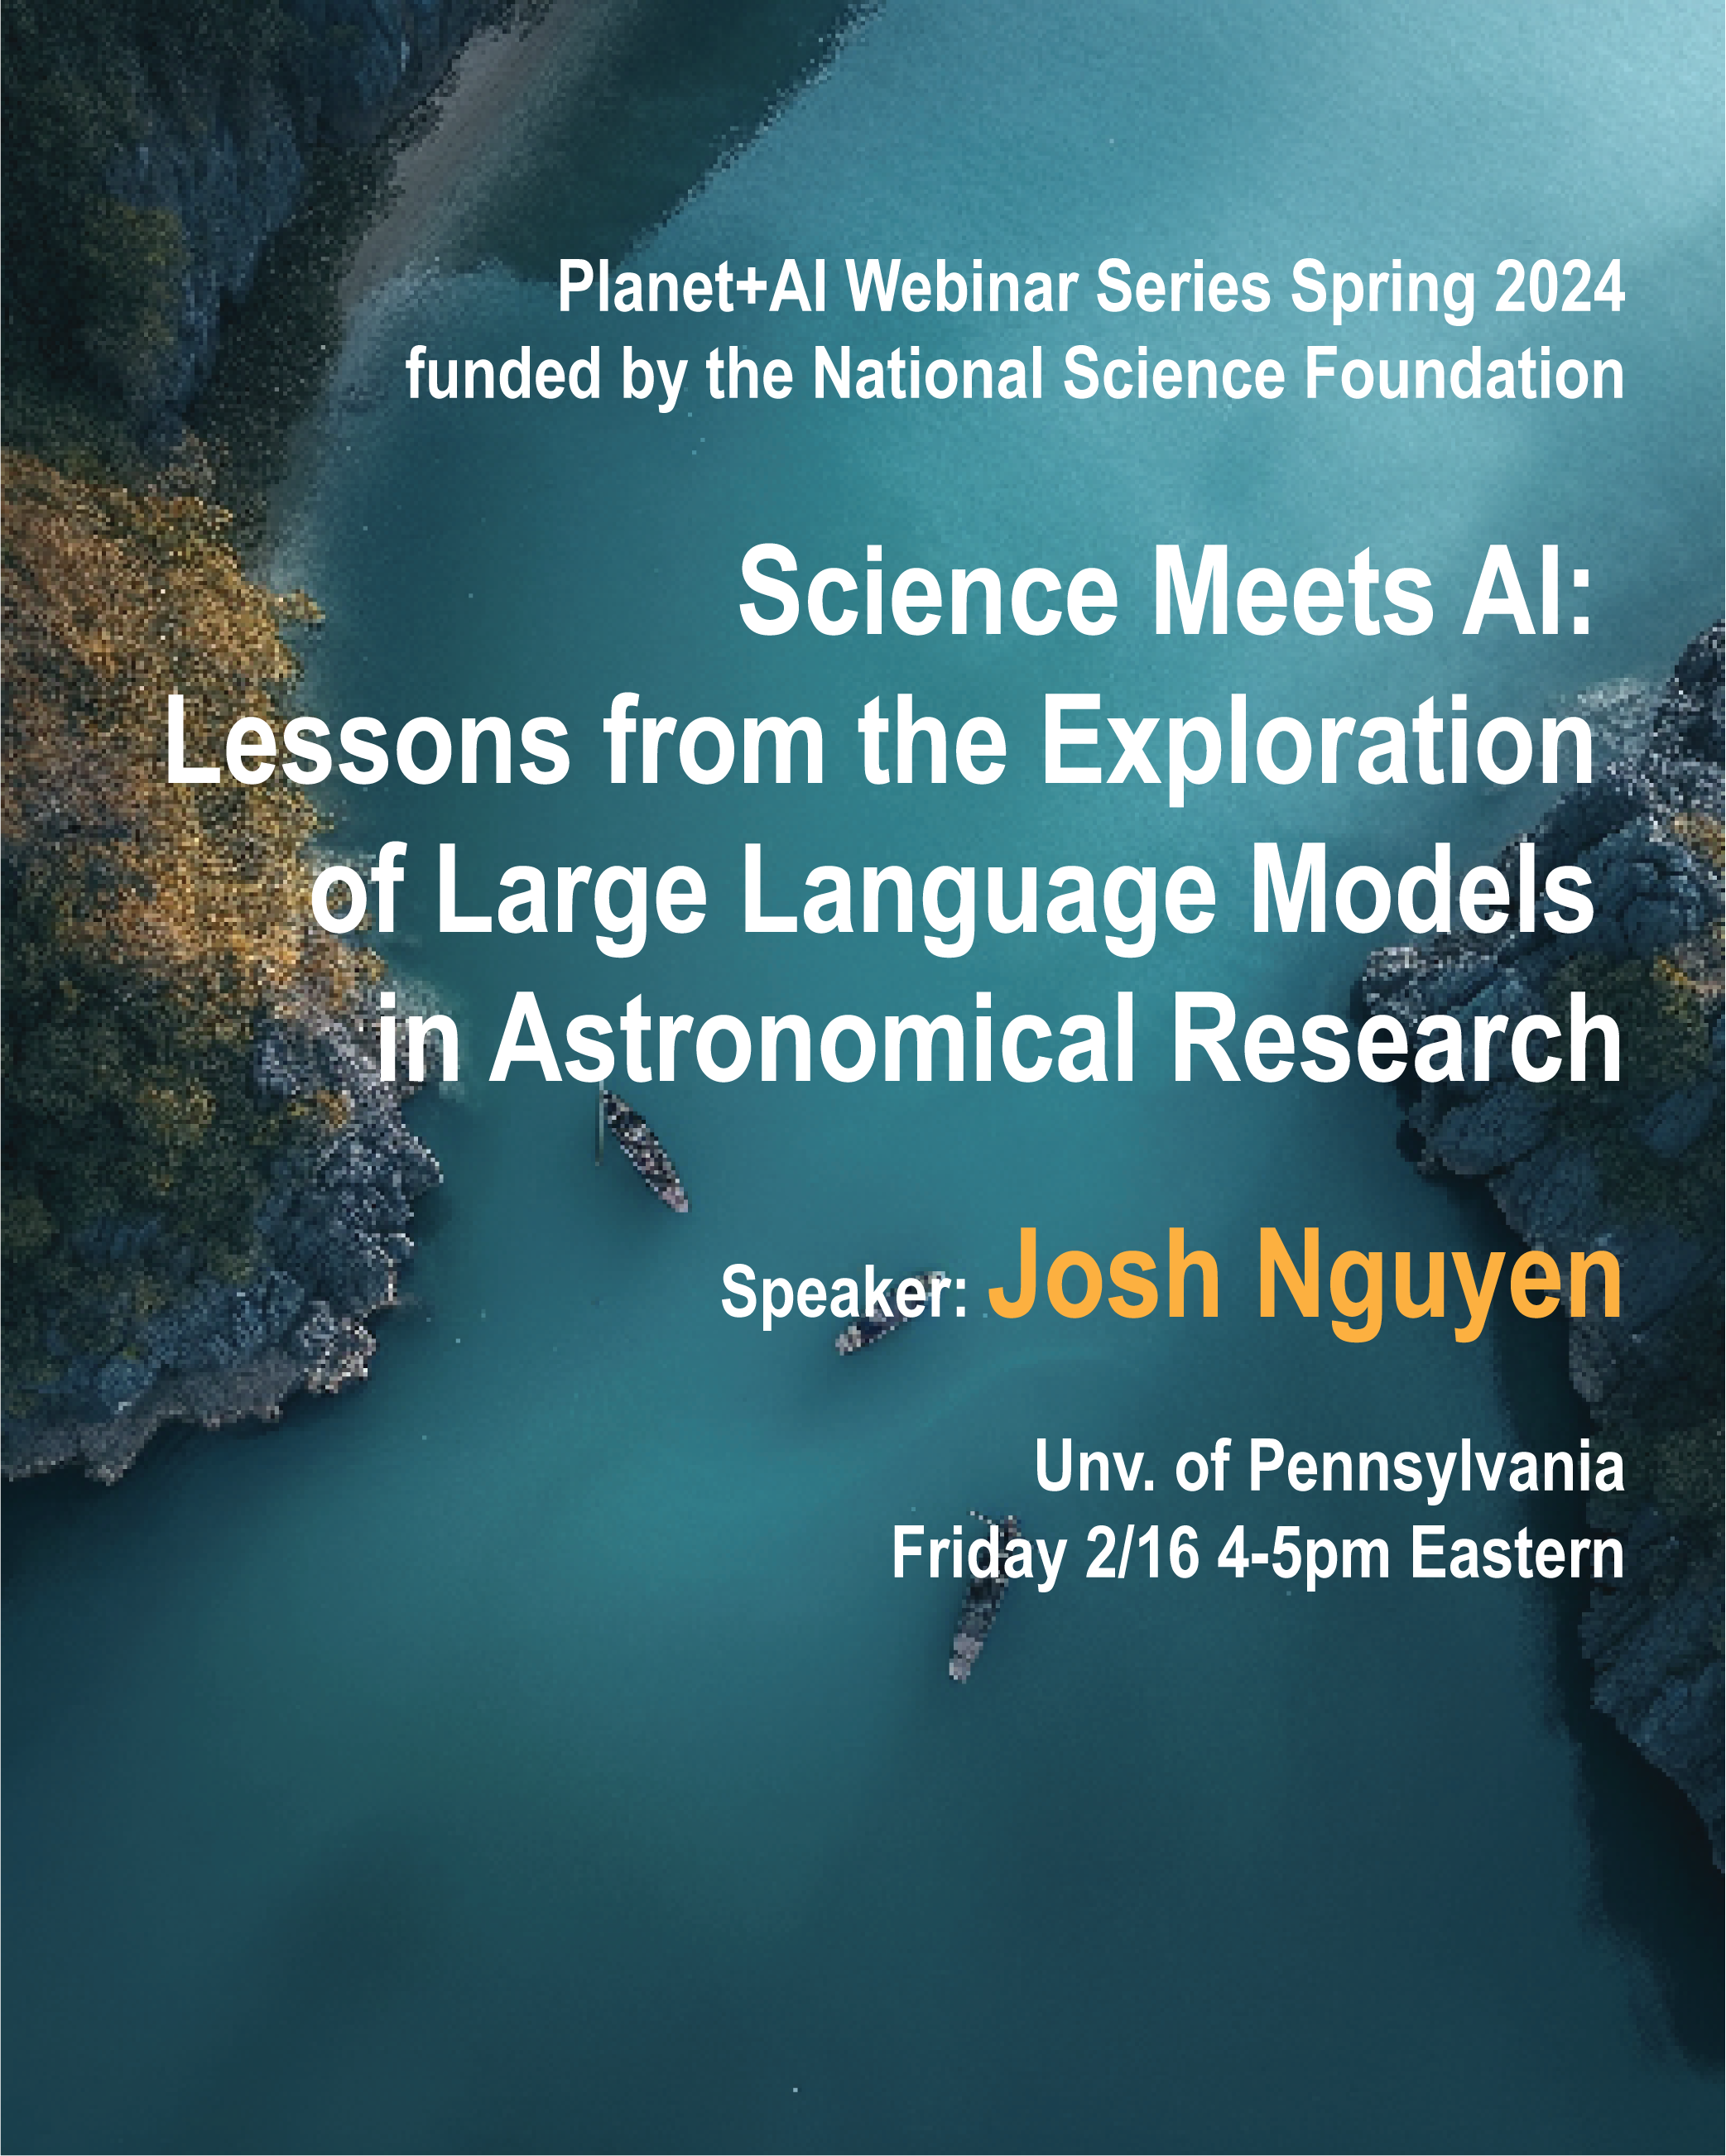 Planet+AI Webinar Series Spring 2024
funded by the National Science Foundation
Science Meets AI:
Lessons from the Exploration
of Large Language Models
in Astronomical Research
Speaker: Josh Nguyen
Unv. of Pennsylvania
Friday 2/16 4-5pm Eastern